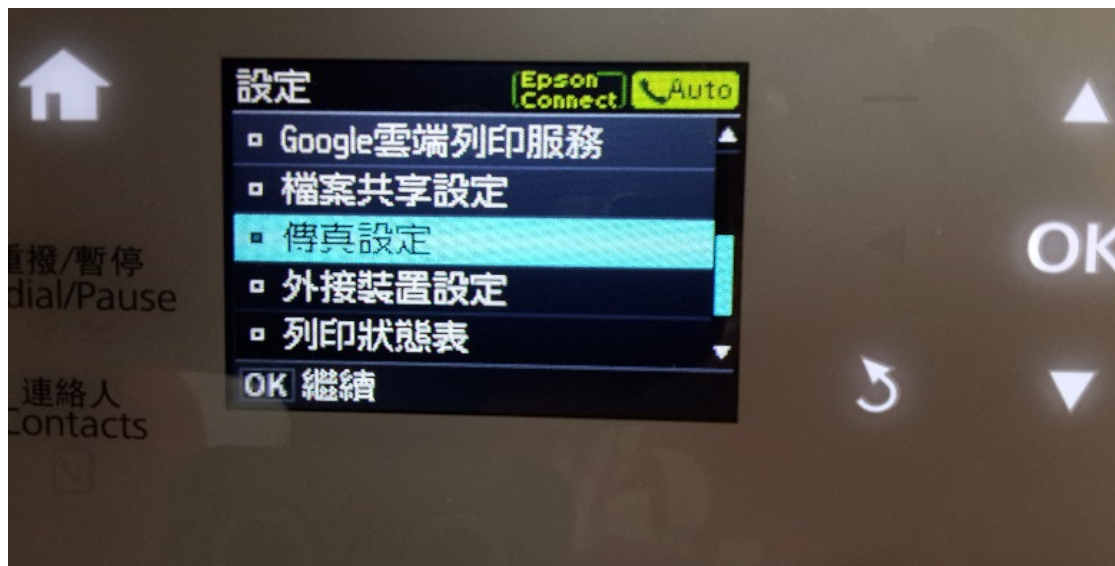 設定
Epson Connect
Auto
Google雲端列印服務
檔案共享設定
傳真設定
外接裝置設定
列印狀態表
OK 繼續
重撥/暫停
dial/Pause
連絡人
Contacts
OK